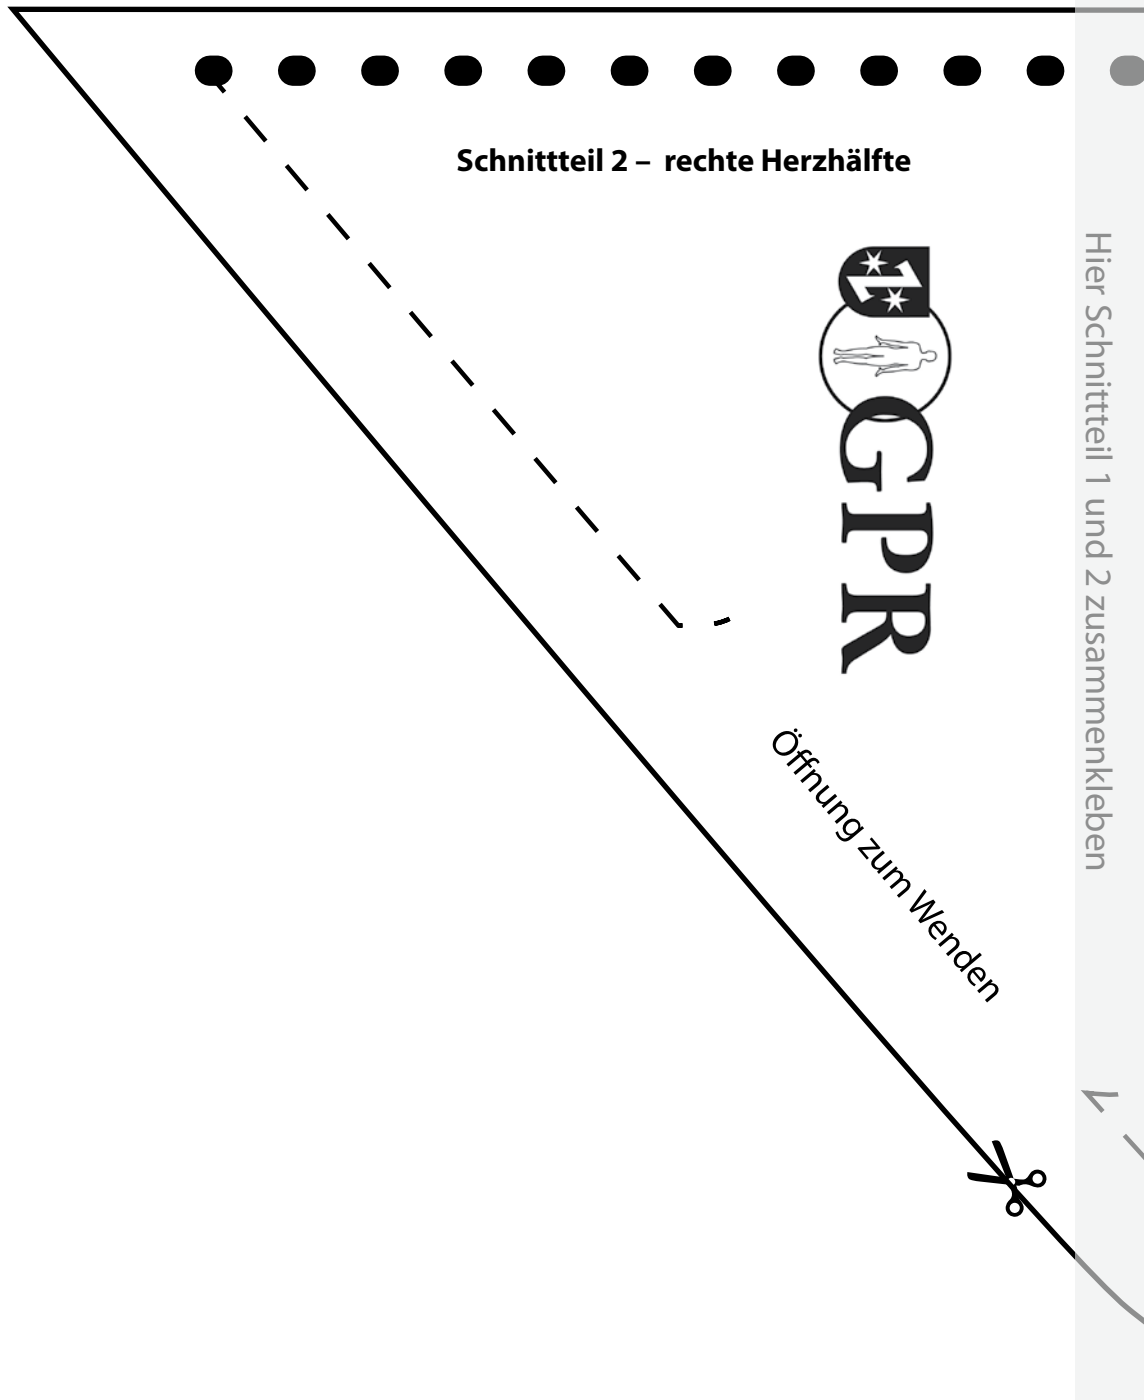 Schnittteil 2 – rechte Herzhälfte
GPR
Hier Schnittteil 1 und 2 zusammenkleben
Öffnung zum Wenden